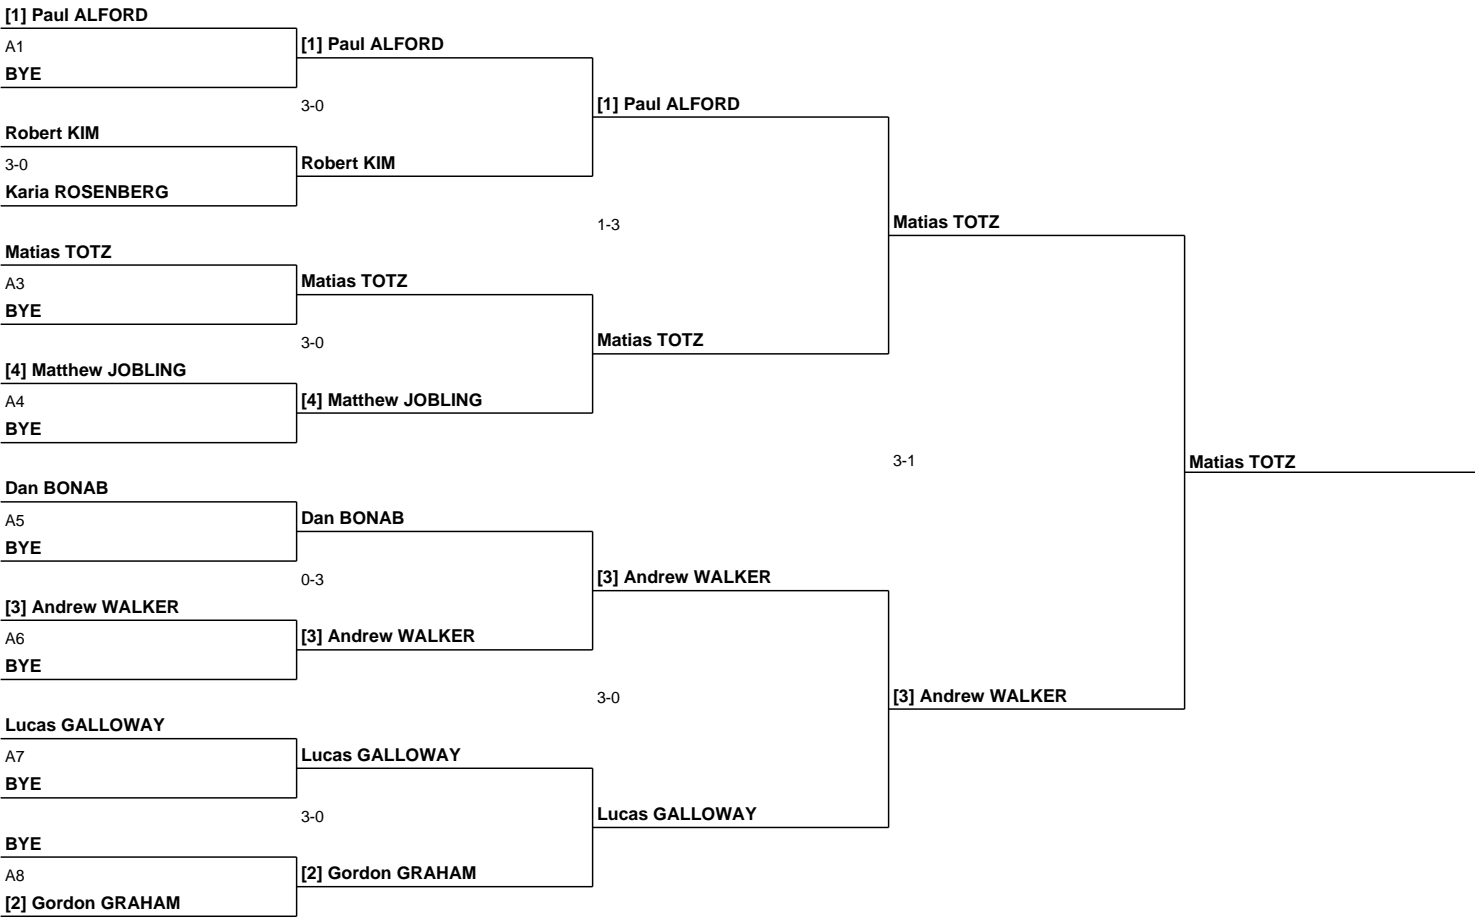 [1] Paul ALFORD
A1
BYE
Robert KIM
3-0
Karia ROSENBERG
Matias TOTZ
A3
BYE
[4] Matthew JOBLING
A4
BYE
Dan BONAB
A5
BYE
[3] Andrew WALKER
A6
BYE
Lucas GALLOWAY
A7
BYE
BYE
A8
[2] Gordon GRAHAM
[1] Paul ALFORD
3-0
Robert KIM
Matias TOTZ
3-0
[4] Matthew JOBLING
Dan BONAB
0-3
[3] Andrew WALKER
Lucas GALLOWAY
3-0
[2] Gordon GRAHAM
[1] Paul ALFORD
1-3
Matias TOTZ
[3] Andrew WALKER
3-0
Lucas GALLOWAY
Matias TOTZ
3-1
[3] Andrew WALKER
Matias TOTZ